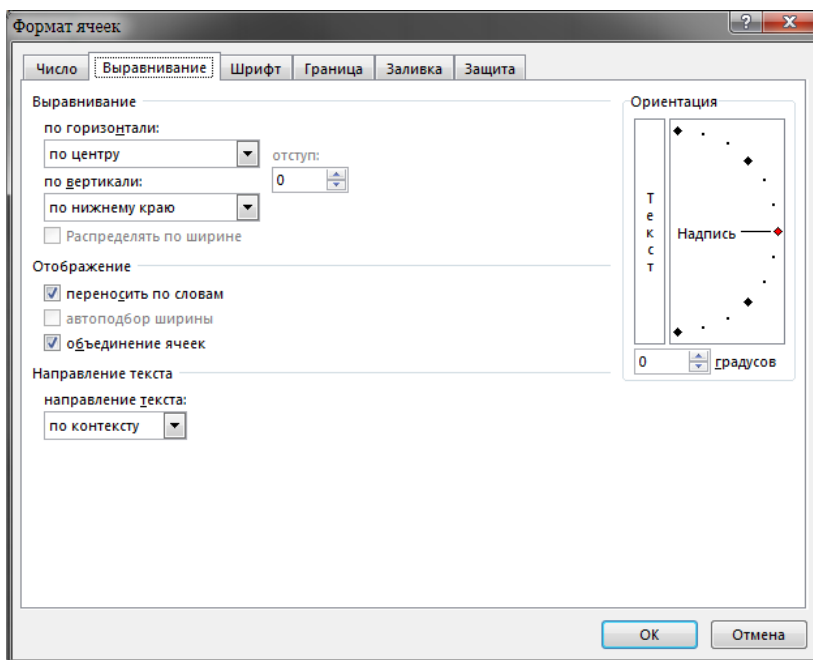 Формат ячеек
Число Выравнивание Шрифт Граница Заливка Защита
Выравнивание
по горизонтали:
по центру
отступ:
0
по вертикали:
по нижнему краю
Распределять по ширине
Отображение
переносить по словам
автоподбор ширины
объединение ячеек
Направление текста
направление текста:
по контексту
Ориентация
Текст
Надпись
0 градусов
ОК Отмена